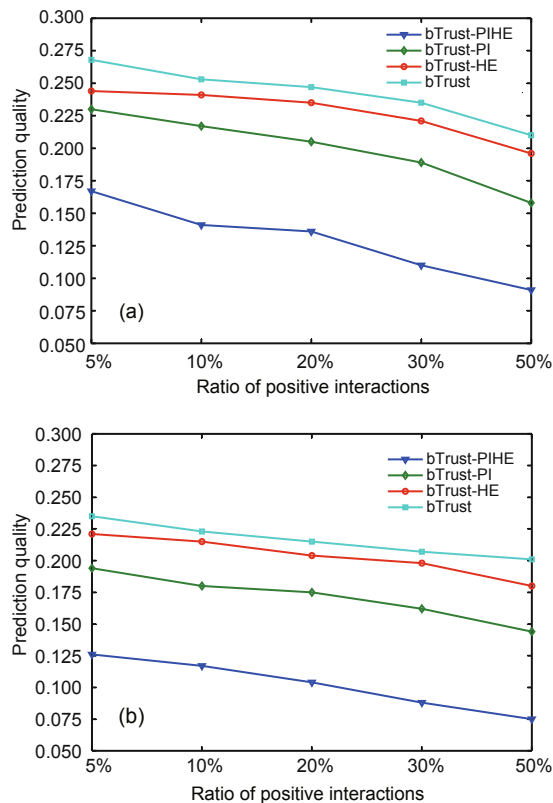 0.300
0.275
0.250
0.225
0.200
0.175
0.150
0.125
0.100
0.075
0.050
Prediction quality
bTrust-PIHE
bTrust-PI
bTrust-HE
bTrust
(a)
5% 10% 20% 30% 50%
Ratio of positive interactions
0.300
0.275
0.250
0.225
0.200
0.175
0.150
0.125
0.100
0.075
0.050
Prediction quality
bTrust-PIHE
bTrust-PI
bTrust-HE
bTrust
(b)
5% 10% 20% 30% 50%
Ratio of positive interactions